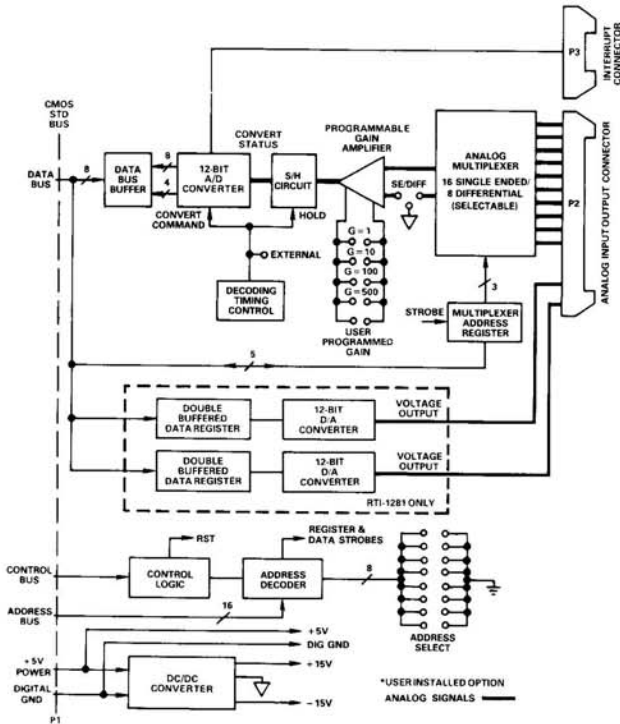 P3
INTERRUPT
CONNECTOR
CMOS
STD
BUS
DATA
BUS
8
DATA
BUS
BUFFER
8
4
12-BIT
A/D
CONVERTER
CONVERT
STATUS
CONVERT
COMMAND
S/H
CIRCUIT
HOLD
EXTERNAL
DECODING
TIMING
CONTROL
PROGRAMMABLE
GAIN
AMPLIFIER
SE/DIFF
G = 1
G = 10
G = 100
G = 500
USER
PROGRAMMED
GAIN
ANALOG
MULTIPLEXER
16 SINGLE ENDED/
8 DIFFERENTIAL
(SELECTABLE)
P2
ANALOG INPUT OUTPUT CONNECTOR
3
STROBE
MULTIPLEXER
ADDRESS
REGISTER
5
DOUBLE
BUFFERED
DATA REGISTER
12-BIT
D/A
CONVERTER
VOLTAGE
OUTPUT
DOUBLE
BUFFERED
DATA REGISTER
12-BIT
D/A
CONVERTER
VOLTAGE
OUTPUT
RTI-1281 ONLY
RST
REGISTER &
DATA STROBES
CONTROL
BUS
CONTROL
LOGIC
ADDRESS
DECODER
8
ADDRESS
BUS
16
ADDRESS
SELECT
+5V
DIG GND
+5V
POWER
DIGITAL
GND
DC/DC
CONVERTER
+15V
-15V
P1
*USER INSTALLED OPTION
ANALOG SIGNALS